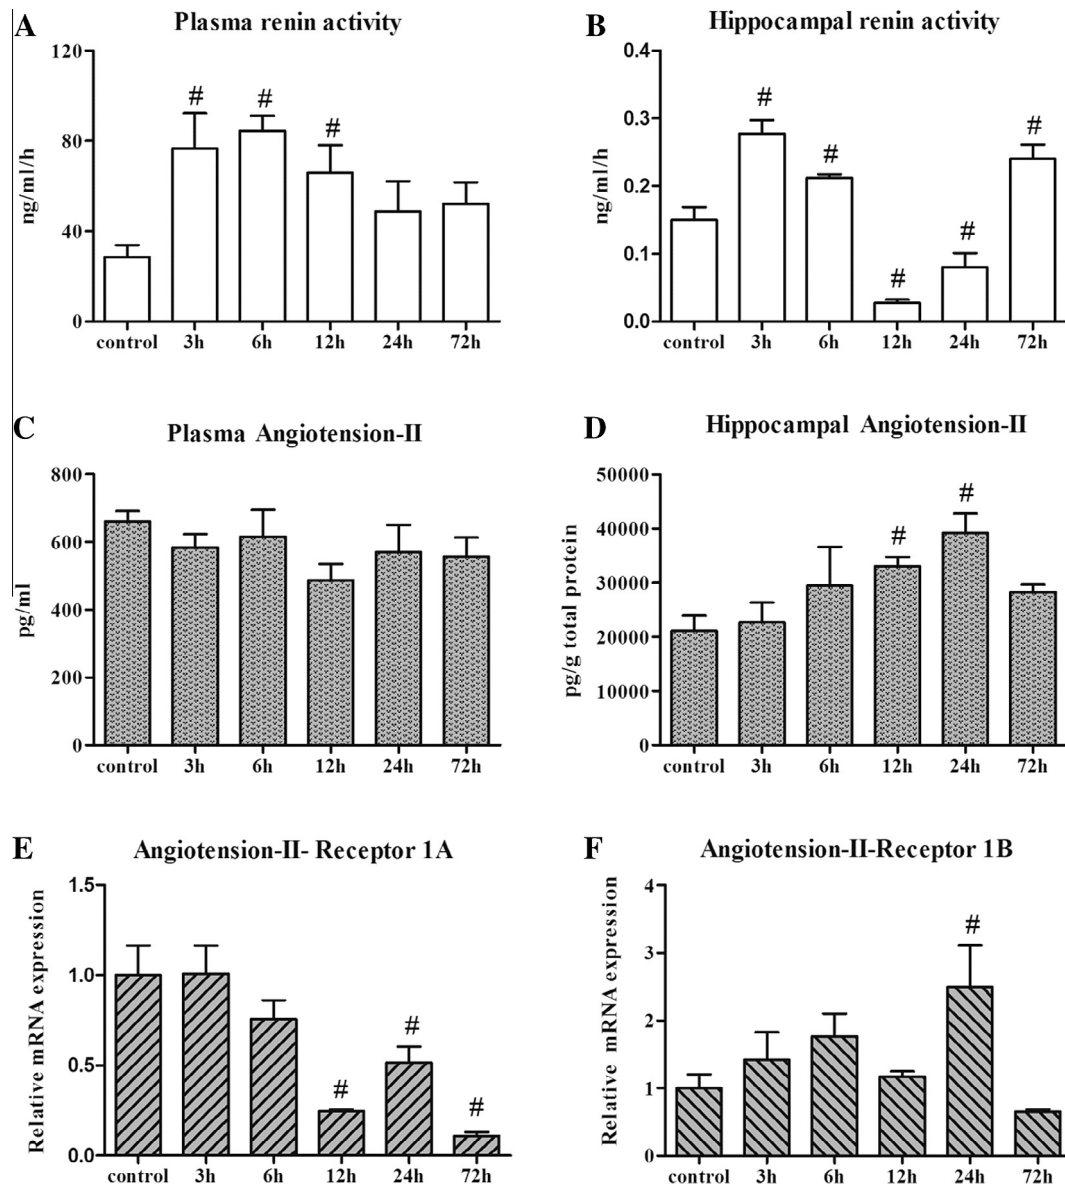 A
Plasma renin activity
ng/ml/h
120
80
40
0
# # #
control 3h 6h 12h 24h 72h
B
Hippocampal renin activity
ng/ml/h
0.4
0.3
0.2
0.1
0.0
# # # # #
control 3h 6h 12h 24h 72h
C
Plasma Angiotension-II
pg/ml
800
600
400
200
0
control 3h 6h 12h 24h 72h
D
Hippocampal Angiotension-II
pg/g total protein
50000
40000
30000
20000
10000
0
# #
control 3h 6h 12h 24h 72h
E
Angiotension-II- Receptor 1A
Relative mRNA expression
1.5
1.0
0.5
0.0
# # #
control 3h 6h 12h 24h 72h
F
Angiotension-II-Receptor 1B
Relative mRNA expression
4
3
2
1
0
#
control 3h 6h 12h 24h 72h